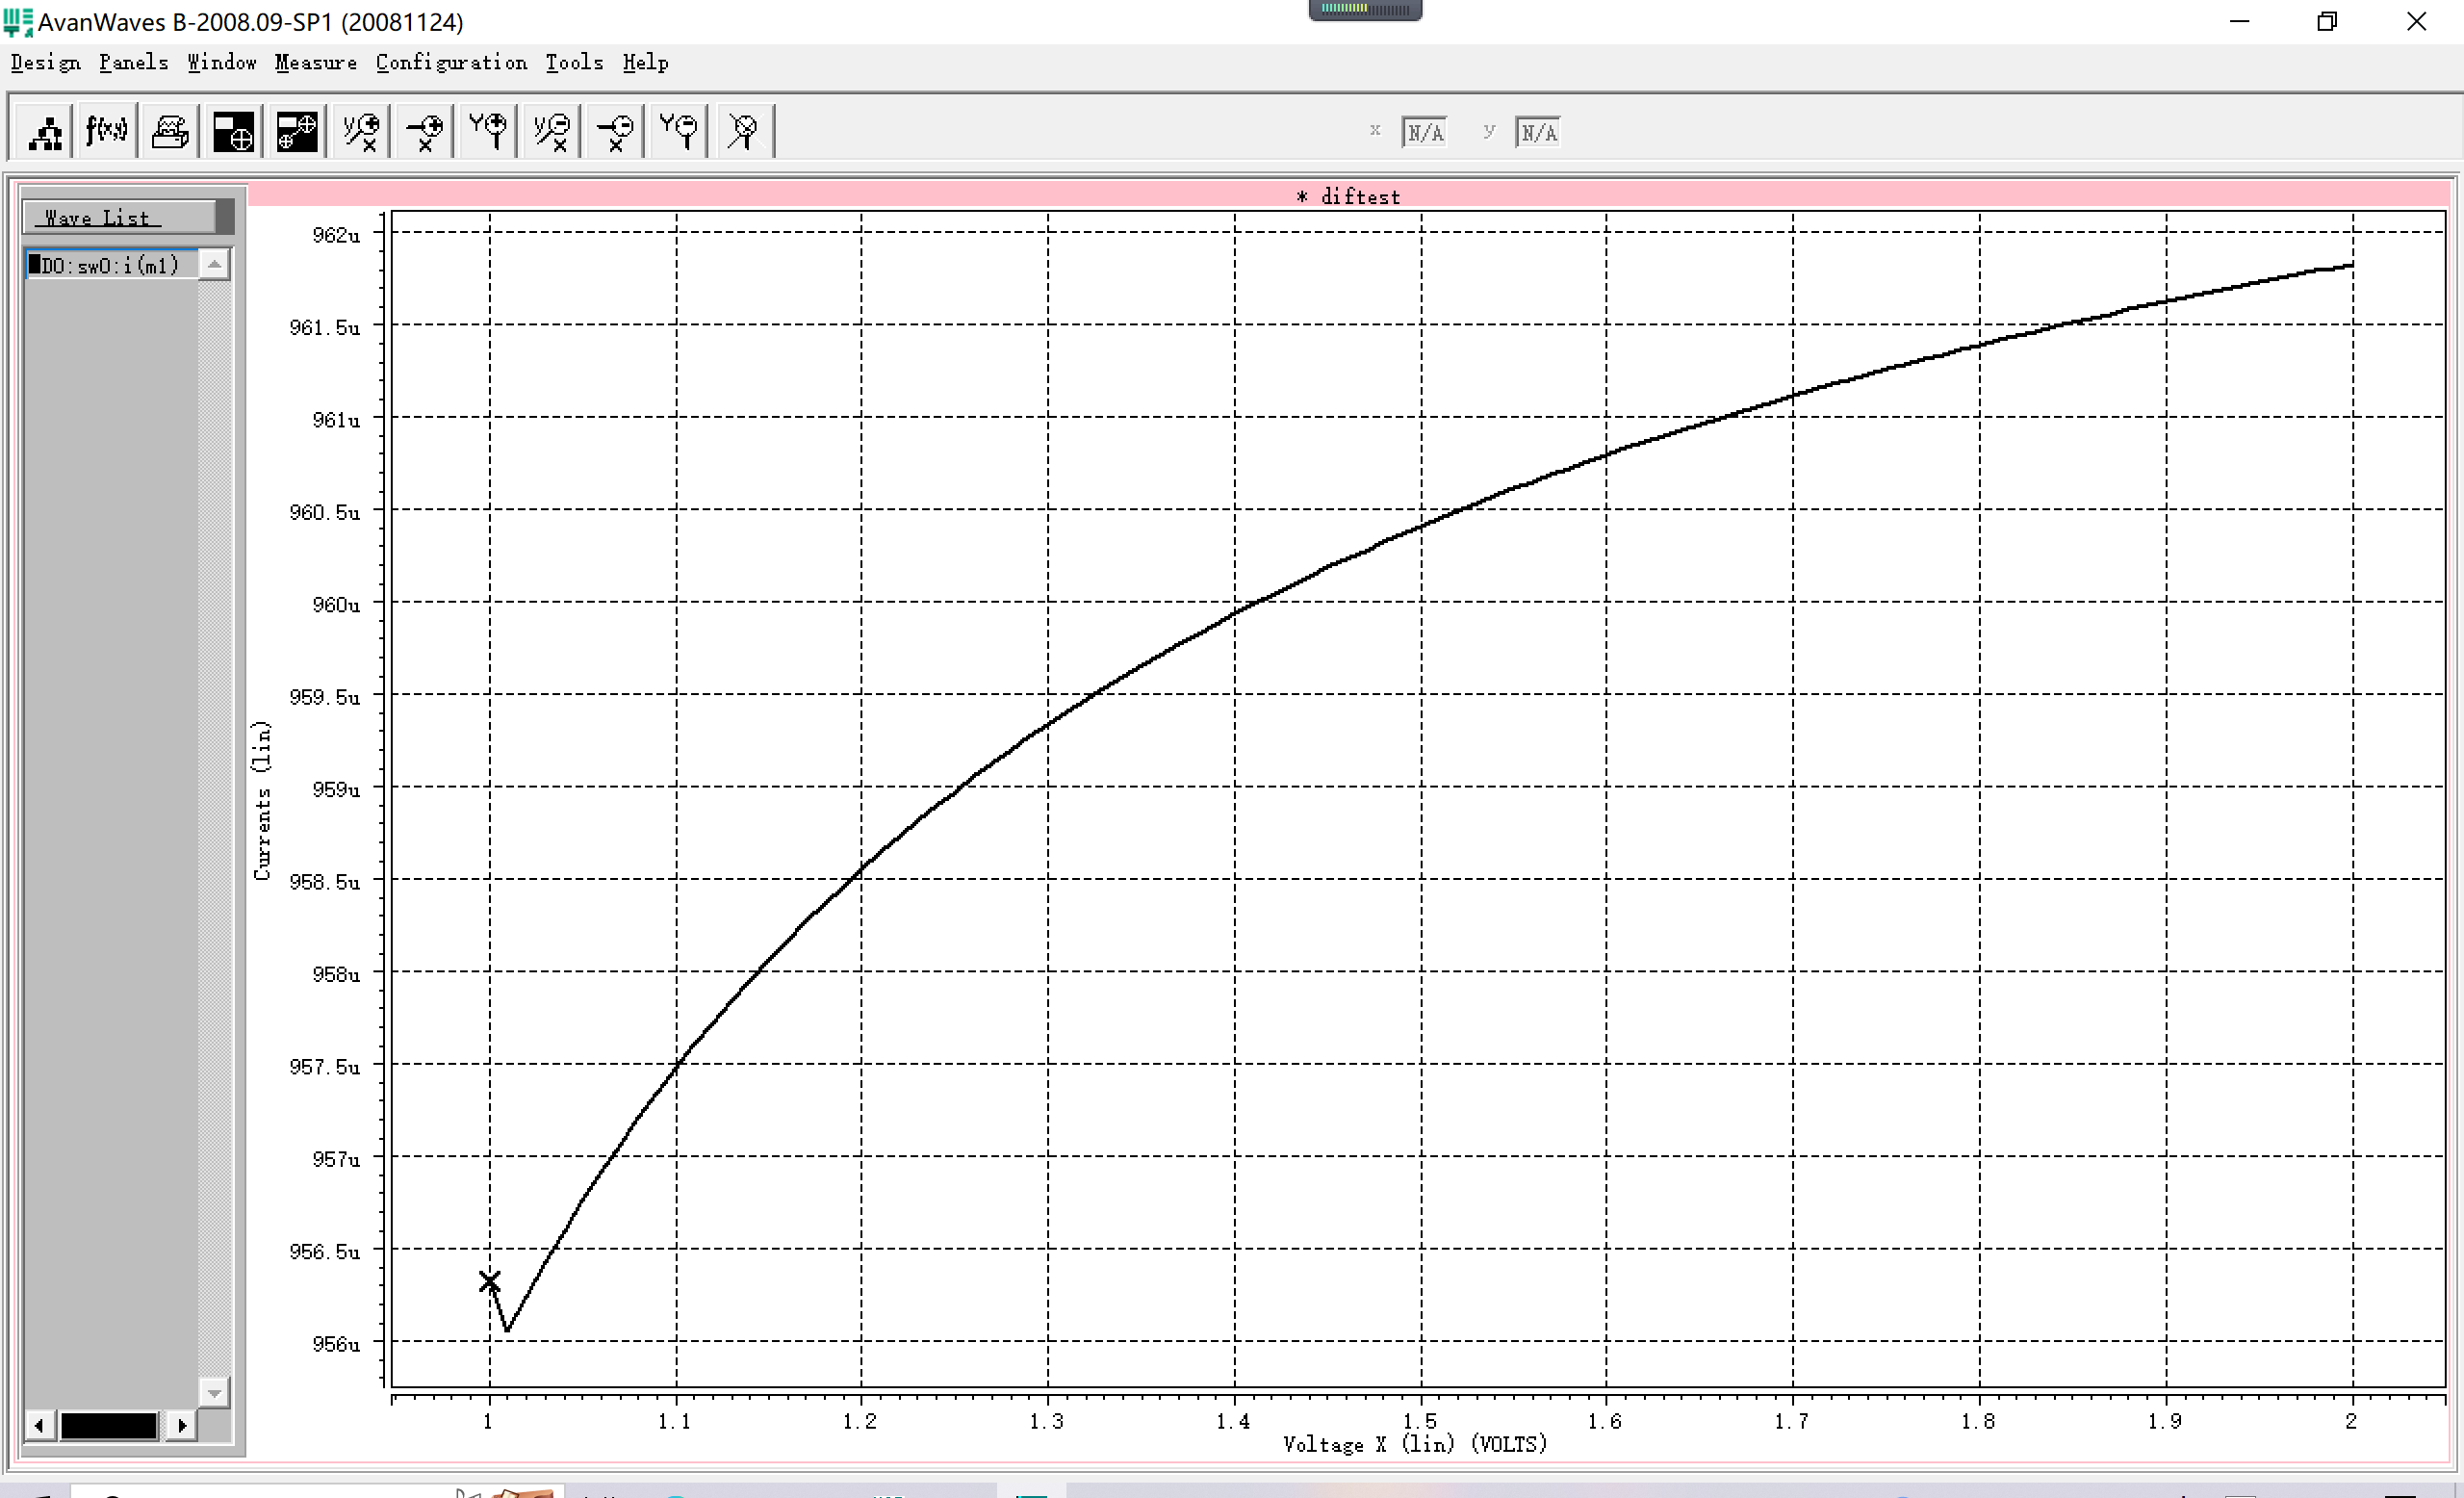 AvanWaves B-2008.09-SP1 (20081124)
Design Panels Window Measure Configuration Tools Help
f(x,y) x N/A y N/A
* diftest
Wave List
D0:sw0:i(m1)
962u
961.5u
961u
960.5u
960u
959.5u
959u
958.5u
958u
957.5u
957u
956.5u
956u
Currents (lin)
1 1.1 1.2 1.3 1.4 1.5 1.6 1.7 1.8 1.9 2
Voltage X (lin) (VOLTS)